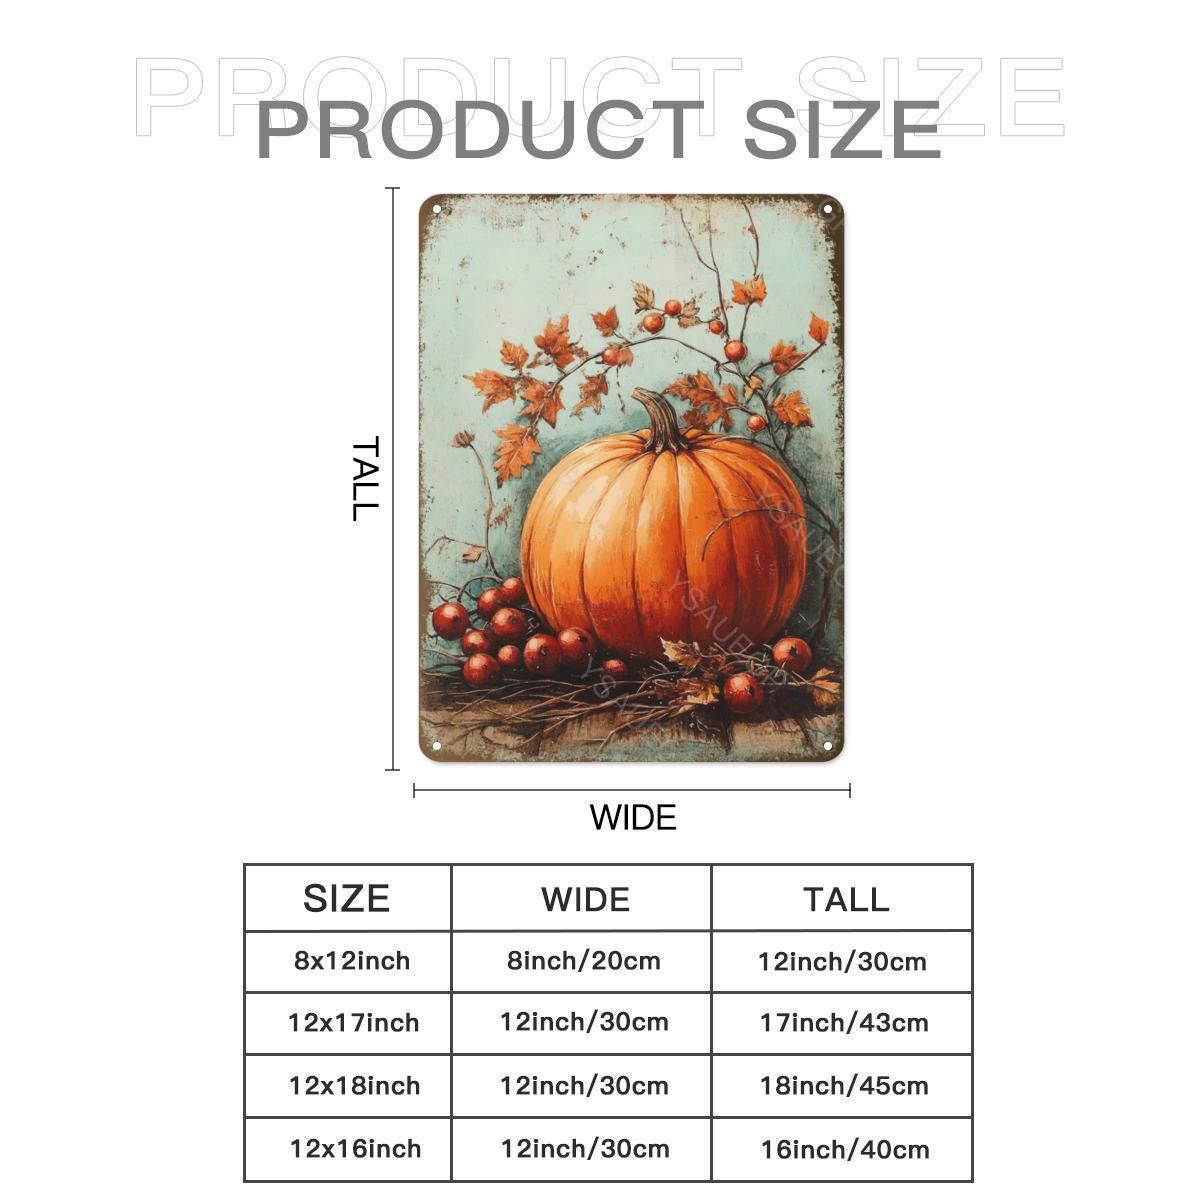 PRODUCT SIZE
PRODUCT SIZE
TALL
YSAUEGP
WIDE
SIZE WIDE TALL
8x12inch 8inch/20cm 12inch/30cm
12x17inch 12inch/30cm 17inch/43cm
12x18inch 12inch/30cm 18inch/45cm
12x16inch 12inch/30cm 16inch/40cm